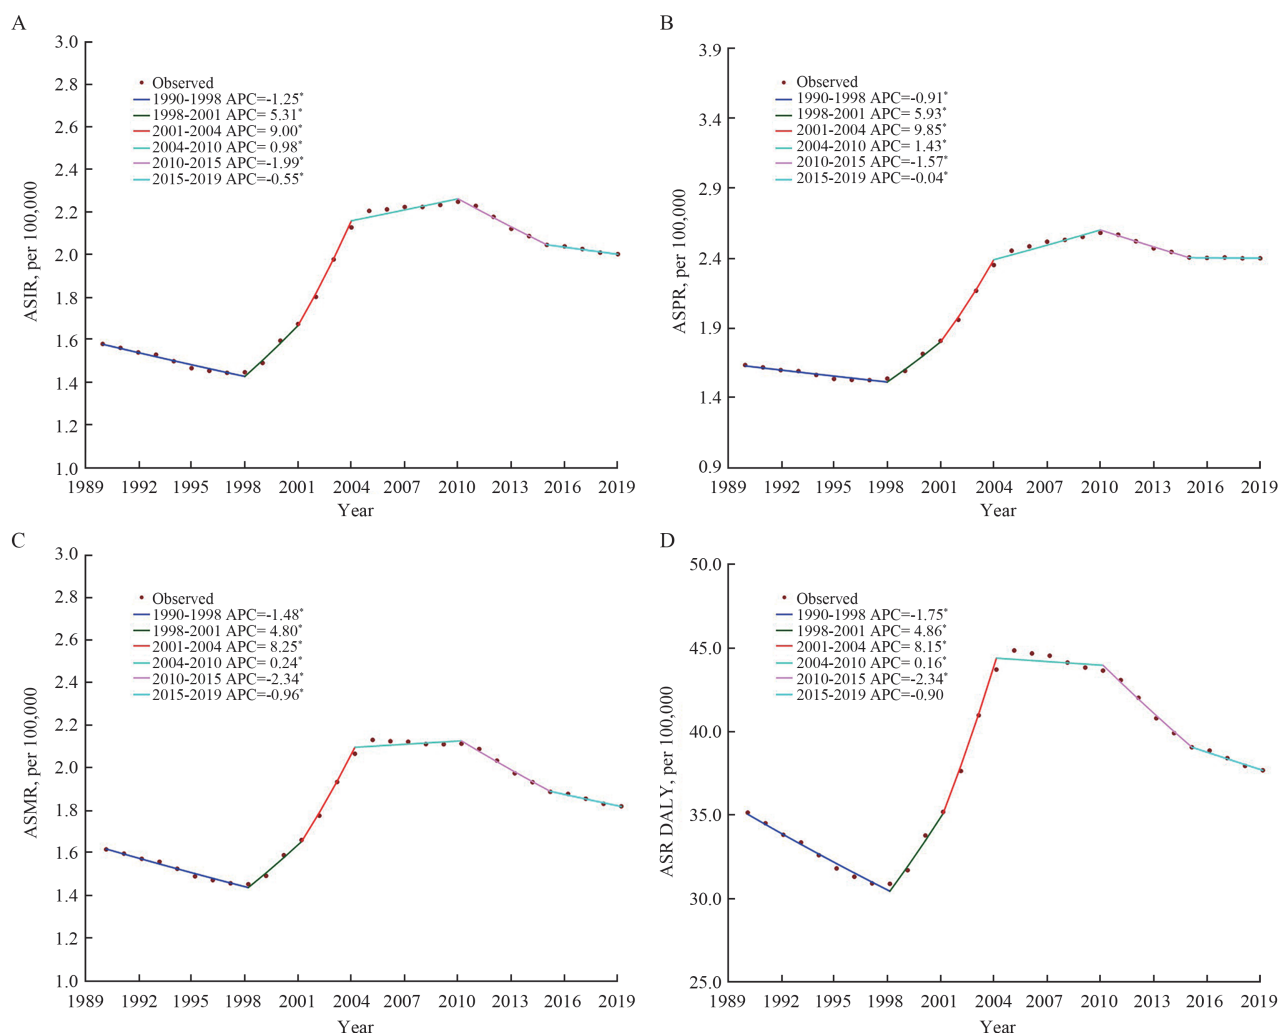 A
3.0
2.8
2.6
2.4
2.2
2.0
1.8
1.6
1.4
1.2
1.0
ASIR, per 100,000
Observed
1990-1998 APC=-1.25*
1998-2001 APC= 5.31*
2001-2004 APC= 9.00*
2004-2010 APC= 0.98*
2010-2015 APC=-1.99*
2015-2019 APC=-0.55*
1989 1992 1995 1998 2001 2004 2007 2010 2013 2016 2019
Year
B
3.9
3.4
2.9
2.4
1.9
1.4
0.9
ASPR, per 100,000
Observed
1990-1998 APC=-0.91*
1998-2001 APC= 5.93*
2001-2004 APC= 9.85*
2004-2010 APC= 1.43*
2010-2015 APC=-1.57*
2015-2019 APC=-0.04*
1989 1992 1995 1998 2001 2004 2007 2010 2013 2016 2019
Year
C
3.0
2.8
2.6
2.4
2.2
2.0
1.8
1.6
1.4
1.2
1.0
ASMR, per 100,000
Observed
1990-1998 APC=-1.48*
1998-2001 APC= 4.80*
2001-2004 APC= 8.25*
2004-2010 APC= 0.24*
2010-2015 APC=-2.34*
2015-2019 APC=-0.96*
1989 1992 1995 1998 2001 2004 2007 2010 2013 2016 2019
Year
D
50.0
45.0
40.0
35.0
30.0
25.0
ASR DALY, per 100,000
Observed
1990-1998 APC=-1.75*
1998-2001 APC= 4.86*
2001-2004 APC= 8.15*
2004-2010 APC= 0.16*
2010-2015 APC=-2.34*
2015-2019 APC=-0.90
1989 1992 1995 1998 2001 2004 2007 2010 2013 2016 2019
Year